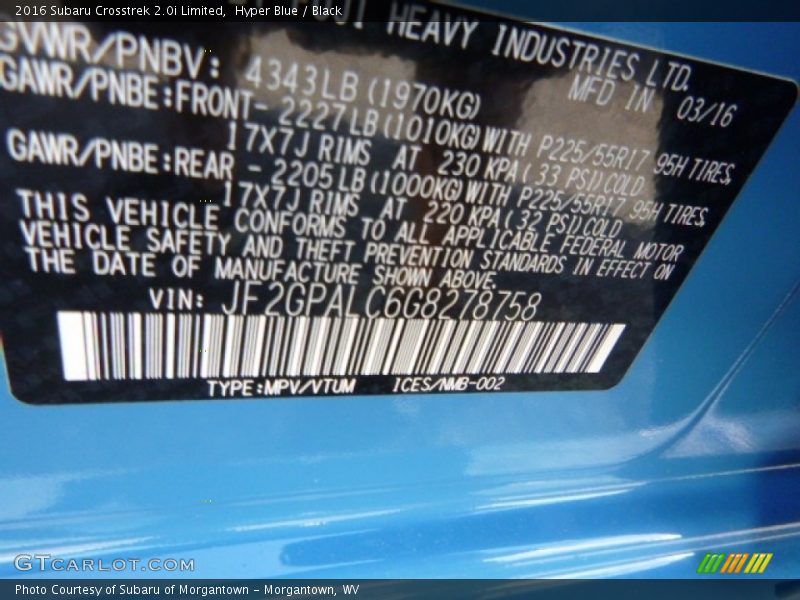 2016 Subaru Crosstrek 2.0i Limited,  Hyper Blue / Black
HEAVY INDUSTRIES LTD.
GVWR/PNBV: 4343LB (1970KG) MFD IN 03/16
GAWR/PNBE:FRONT- 2227LB(1010KG)WITH P225/55R17 95H TIRES,
17X7J RIMS AT 230 KPA( 33 PSI)COLD
GAWR/PNBE:REAR - 2205LB(1000KG)WITH P225/55R17 95H TIRES,
17X7J RIMS AT 220 KPA( 32 PSI)COLD
THIS VEHICLE CONFORMS TO ALL APPLICABLE FEDERAL MOTOR
VEHICLE SAFETY AND THEFT PREVENTION STANDARDS IN EFFECT ON
THE DATE OF MANUFACTURE SHOWN ABOVE.
VIN: JF2GPALC6G8278758
TYPE:MPV/VTUM ICES/NMB-002
GTCARLOT.COM
Photo Courtesy of Subaru of Morgantown - Morgantown, WV